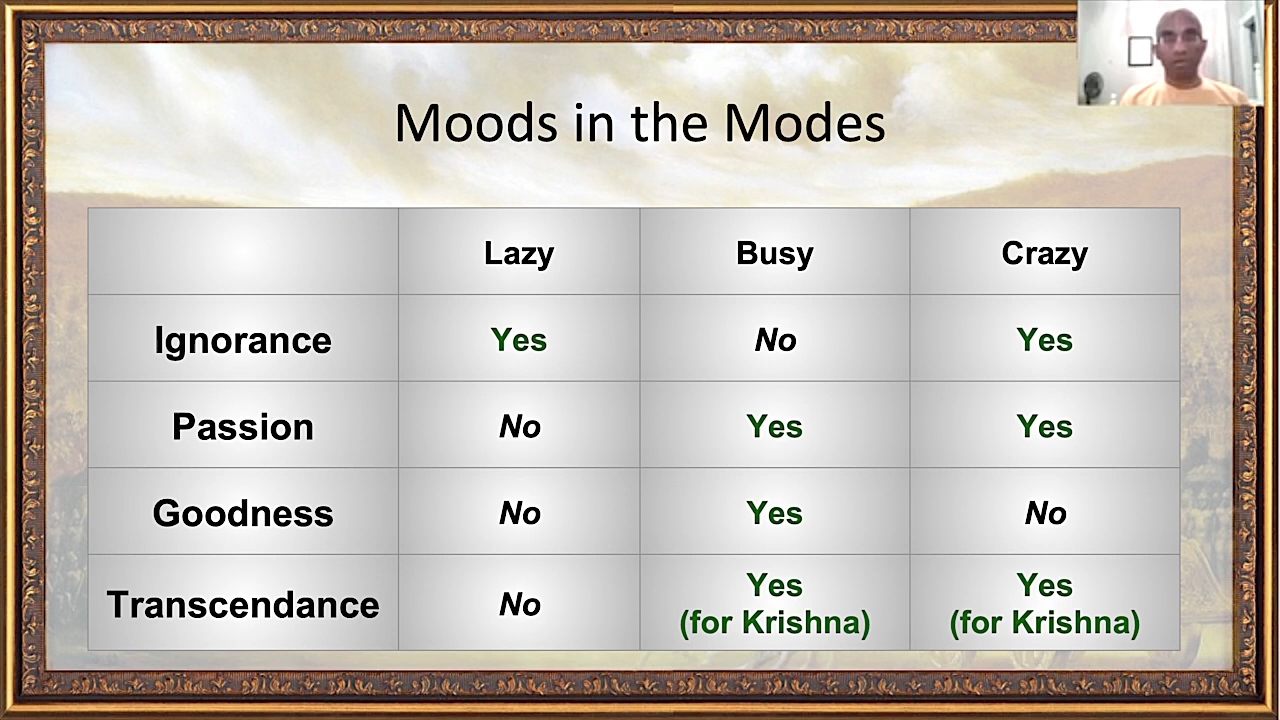 Moods in the Modes
Lazy Busy Crazy
Ignorance Yes No Yes
Passion No Yes Yes
Goodness No Yes No
Transcendance No Yes (for Krishna) Yes (for Krishna)